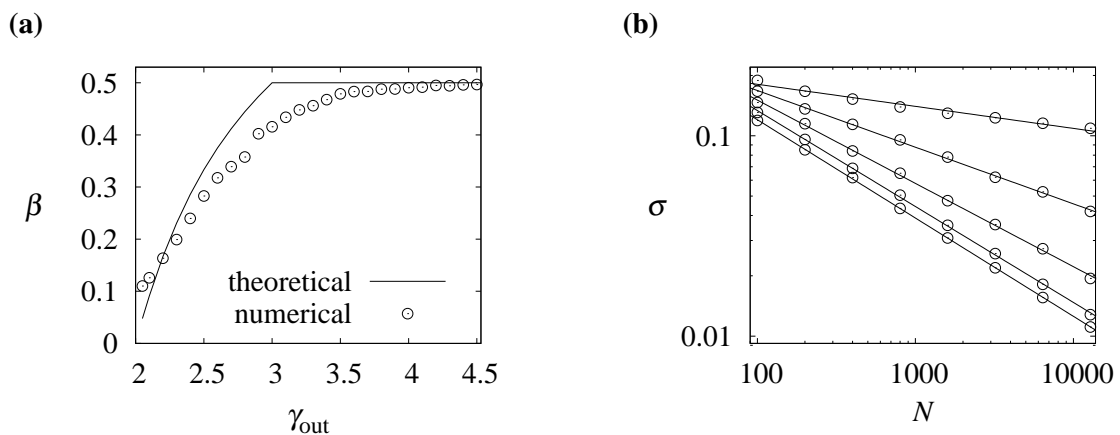 (a)
β
0.5
0.4
0.3
0.2
0.1
0
theoretical
numerical
2 2.5 3 3.5 4 4.5
γout
(b)
σ
0.1
0.01
100 1000 10000
N